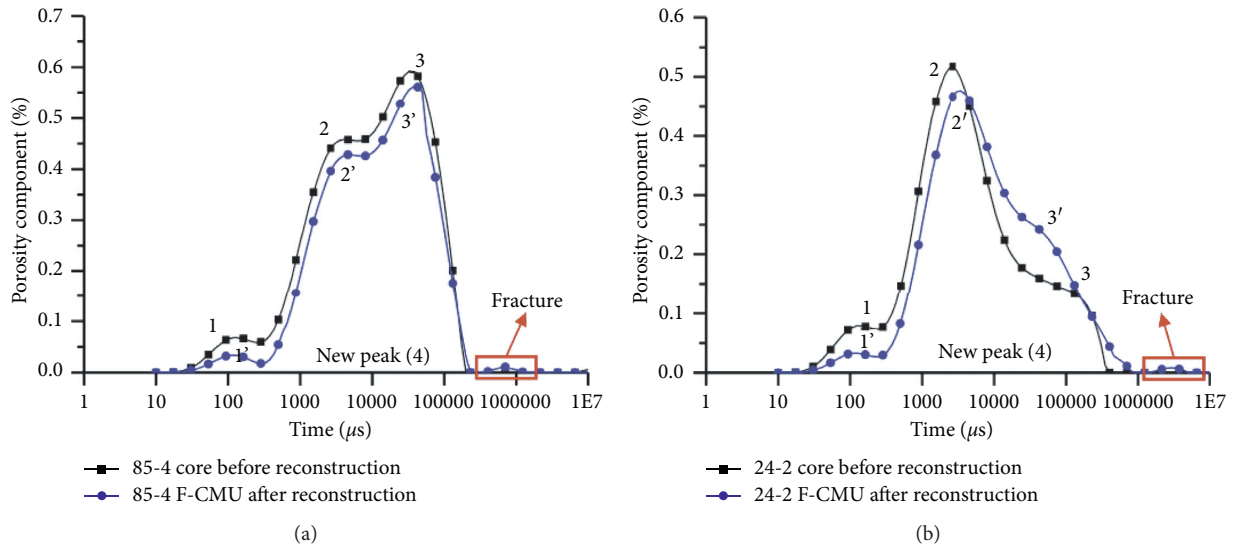 0.7
0.6
0.5
0.4
0.3
0.2
0.1
0.0
Porosity component (%)
1
1'
2
2'
3
3'
Fracture
New peak (4)
1
10
100
1000
10000
100000
1000000
1E7
Time (μs)
85-4 core before reconstruction
85-4 F-CMU after reconstruction
(a)
0.6
0.5
0.4
0.3
0.2
0.1
0.0
Porosity component (%)
1
1'
2
2'
3'
3
Fracture
New peak (4)
1
10
100
1000
10000
100000
1000000
1E7
Time (μs)
24-2 core before reconstruction
24-2 F-CMU after reconstruction
(b)